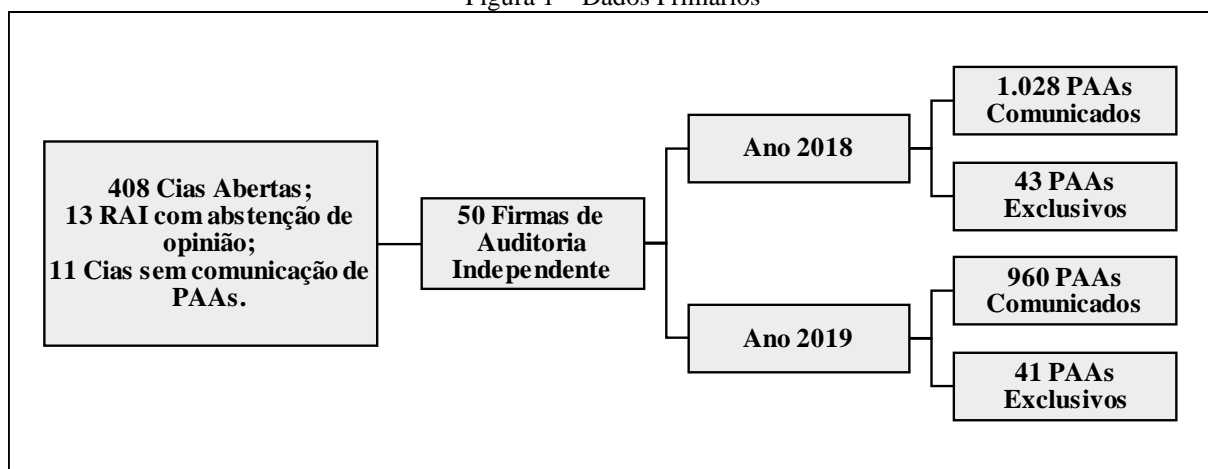 Figura 1 – Dados Primários
408 Cias Abertas;
13 RAI com abstenção de
opinião;
11 Cias sem comunicação de
PAAs.
50 Firmas de
Auditoria
Independente
Ano 2018
1.028 PAAs
Comunicados
43 PAAs
Exclusivos
Ano 2019
960 PAAs
Comunicados
41 PAAs
Exclusivos